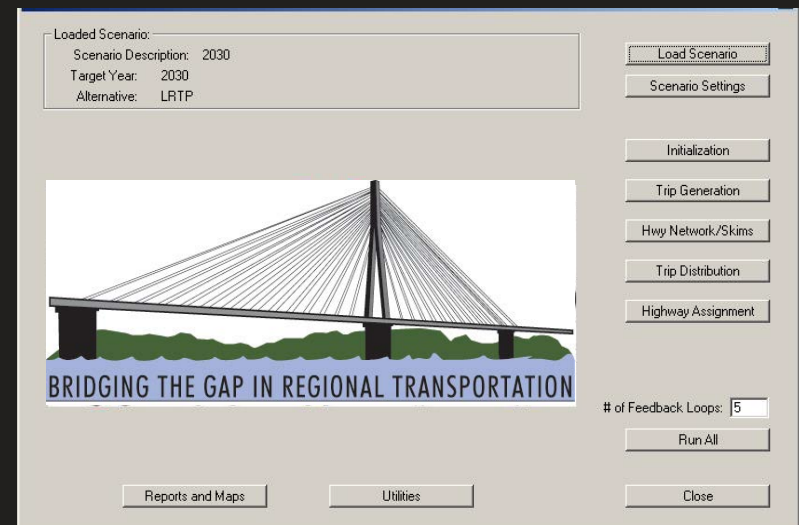 Loaded Scenario:
Scenario Description: 2030
Target Year: 2030
Alternative: LRTP
Load Scenario
Scenario Settings
Initialization
Trip Generation
Hwy Network/Skims
Trip Distribution
Highway Assignment
BRIDGING THE GAP IN REGIONAL TRANSPORTATION
# of Feedback Loops: 5
Run All
Reports and Maps
Utilities
Close